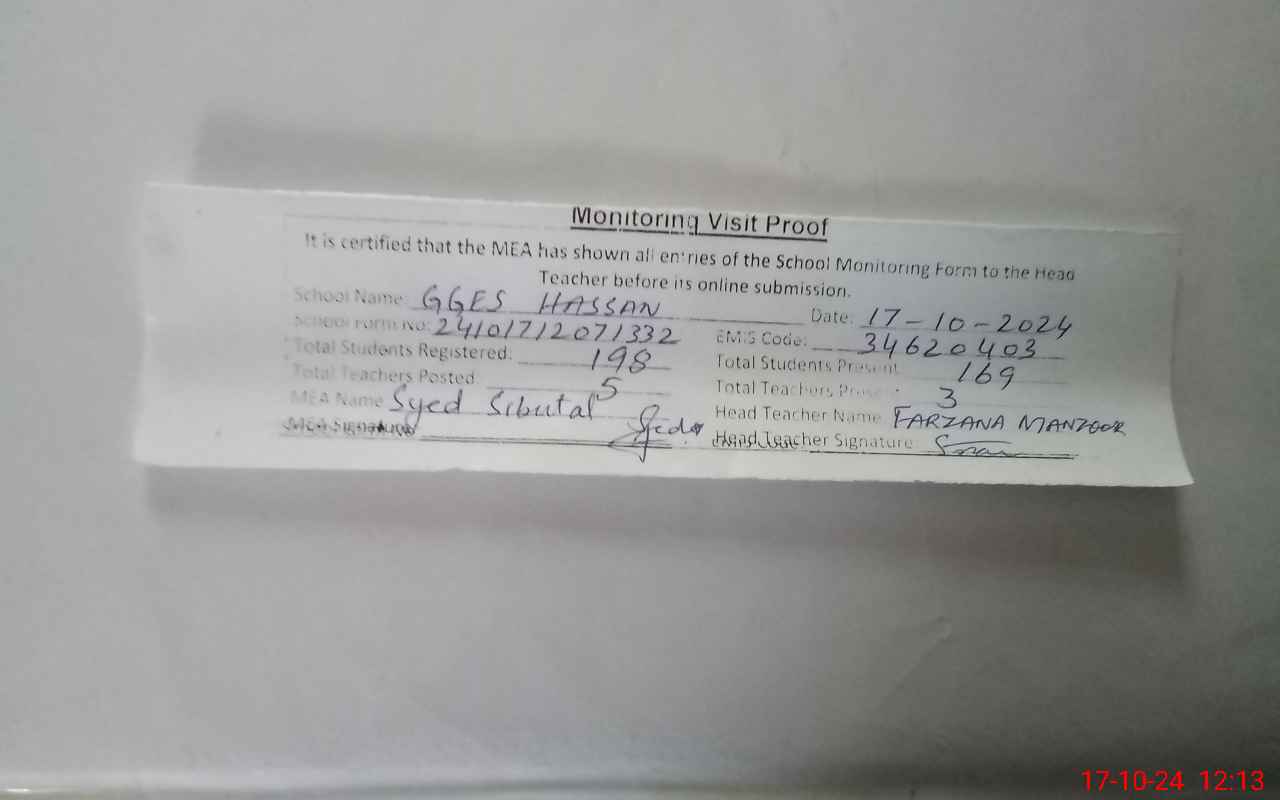 Monitoring Visit Proof
It is certified that the MEA has shown all entries of the School Monitoring Form to the Head
Teacher before its online submission.
School Name: GGES HASSAN Date: 17-10-2024
School Form No: 24101712071332 EMIS Code: 34620403
Total Students Registered: 198 Total Students Present 169
Total Teachers Posted 5 Total Teachers Present 3
MEA Name Syed Sibutal Head Teacher Name FARZANA MANZOOR
MEA Signature Head Teacher Signature
17-10-24 12:13